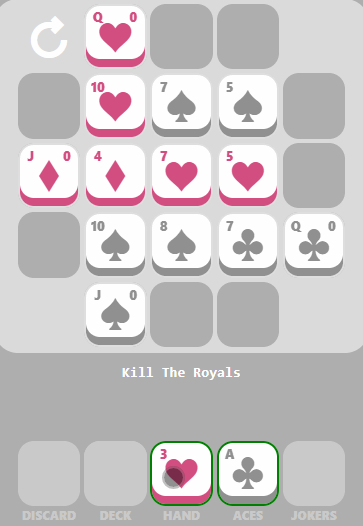 Q 0
10 7 5
J 0 4 7 5
10 8 7 Q 0
J 0
Kill The Royals
3 A
DISCARD DECK HAND ACES JOKERS